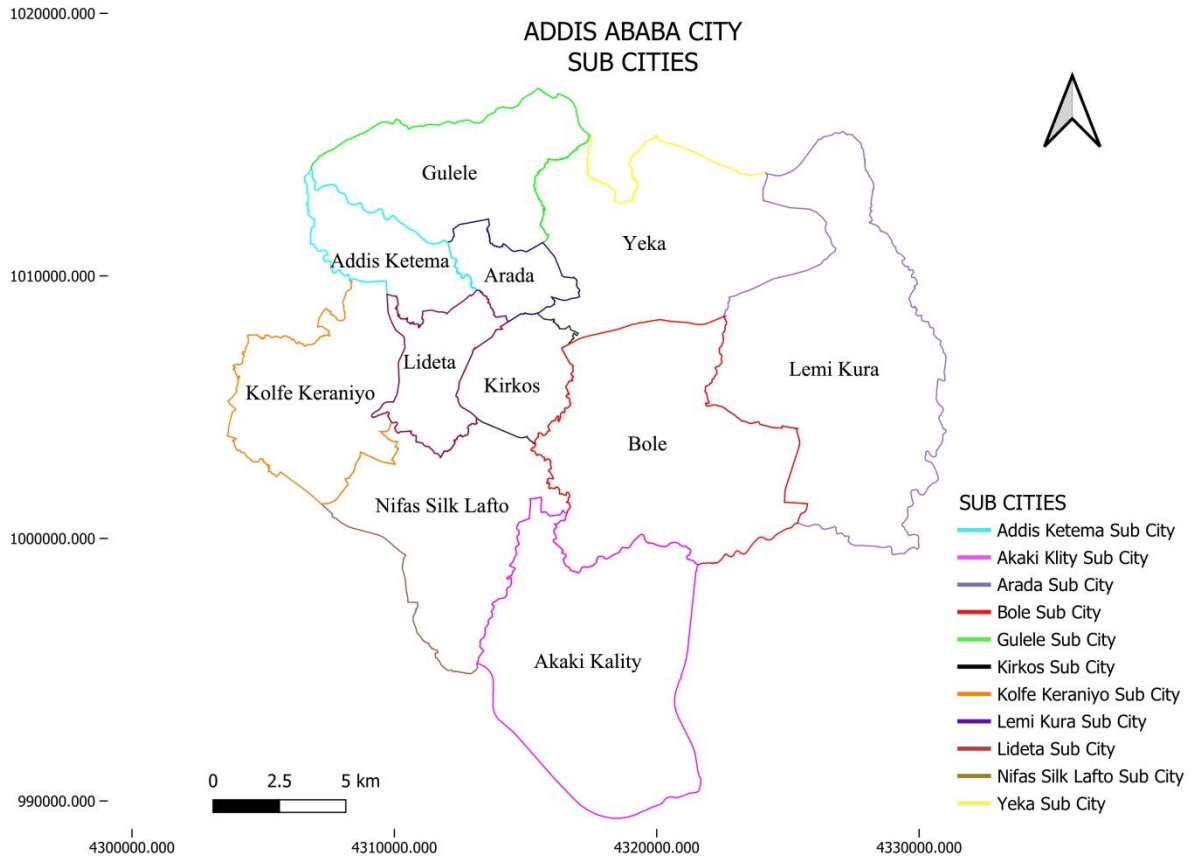 1020000.000
ADDIS ABABA CITY
SUB CITIES
Gulele
Yeka
Addis Ketema
Arada
1010000.000
Lideta
Lemi Kura
Kirkos
Kolfe Keraniyo
Bole
Nifas Silk Lafto
1000000.000
Akaki Kality
SUB CITIES
Addis Ketema Sub City
Akaki Klity Sub City
Arada Sub City
Bole Sub City
Gulele Sub City
Kirkos Sub City
Kolfe Keraniyo Sub City
Lemi Kura Sub City
Lideta Sub City
Nifas Silk Lafto Sub City
Yeka Sub City
0 2.5 5 km
990000.000
4300000.000 4310000.000 4320000.000 4330000.000